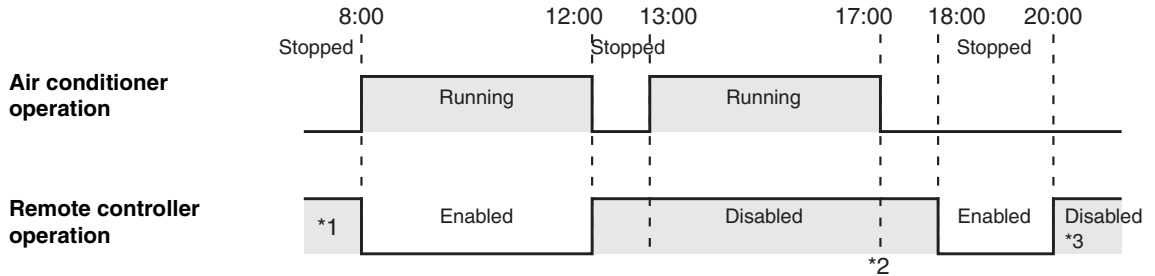 8:00 12:00 13:00 17:00 18:00 20:00
Stopped Stopped Stopped
Air conditioner
operation
Running Running
Remote controller
operation
*1 Enabled Disabled Enabled Disabled
*3
*2